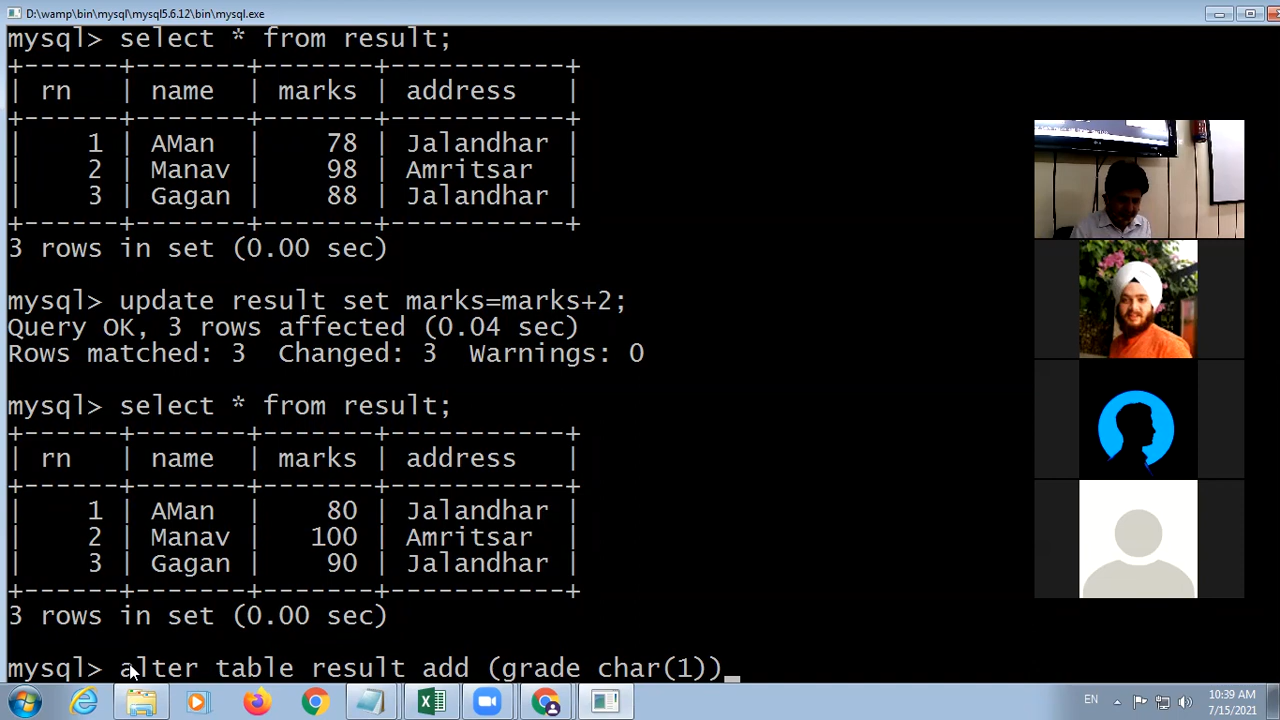 D:\wamp\bin\mysql\mysql5.6.12\bin\mysql.exe
mysql> select * from result;
+------+-------+-------+-----------+
| rn   | name  | marks | address   |
+------+-------+-------+-----------+
|    1 | AMan  |    78 | Jalandhar |
|    2 | Manav |    98 | Amritsar  |
|    3 | Gagan |    88 | Jalandhar |
+------+-------+-------+-----------+
3 rows in set (0.00 sec)
mysql> update result set marks=marks+2;
Query OK, 3 rows affected (0.04 sec)
Rows matched: 3  Changed: 3  Warnings: 0
mysql> select * from result;
+------+-------+-------+-----------+
| rn   | name  | marks | address   |
+------+-------+-------+-----------+
|    1 | AMan  |    80 | Jalandhar |
|    2 | Manav |   100 | Amritsar  |
|    3 | Gagan |    90 | Jalandhar |
+------+-------+-------+-----------+
3 rows in set (0.00 sec)
mysql> alter table result add (grade char(1))_
EN
10:39 AM
7/15/2021